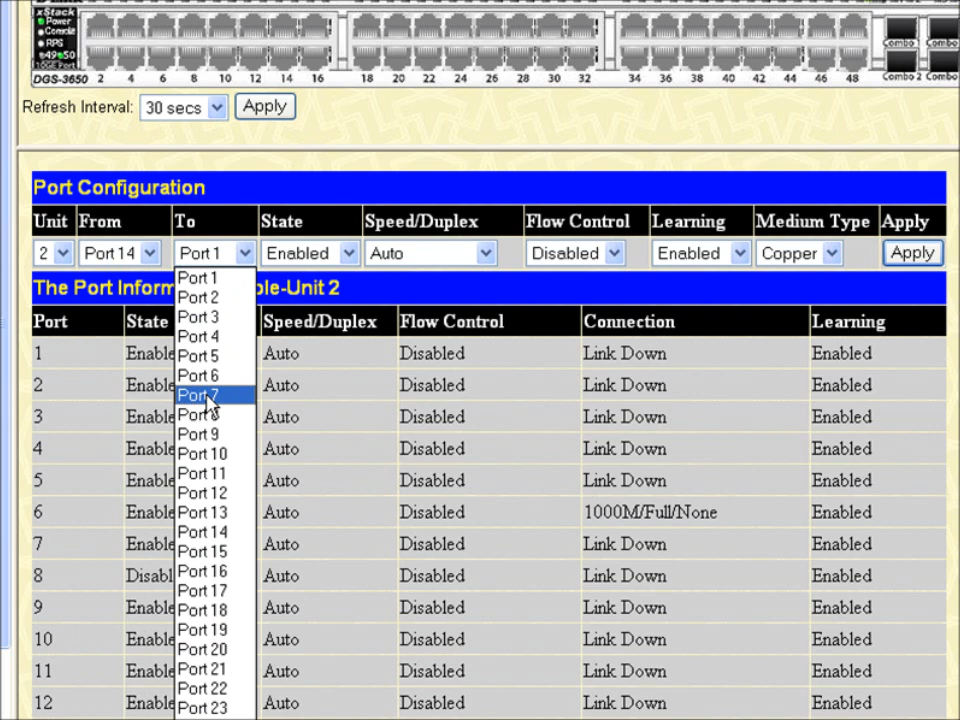 xStack
Power
Console
RPS
49 50
10GE Port
Combo 1 Combo
DGS-3650 2 4 6 8 10 12 14 16 18 20 22 24 26 28 30 32 34 36 38 40 42 44 46 48 Combo 2 Combo
Refresh Interval: 30 secs Apply
Port Configuration
Unit From To State Speed/Duplex Flow Control Learning Medium Type Apply
2 Port 14 Port 1 Enabled Auto Disabled Enabled Copper Apply
The Port Inform ble-Unit 2
Port State Speed/Duplex Flow Control Connection Learning
1 Enable Auto Disabled Link Down Enabled
2 Enable Auto Disabled Link Down Enabled
3 Enable Auto Disabled Link Down Enabled
4 Enable Auto Disabled Link Down Enabled
5 Enable Auto Disabled Link Down Enabled
6 Enable Auto Disabled 1000M/Full/None Enabled
7 Enable Auto Disabled Link Down Enabled
8 Disabl Auto Disabled Link Down Enabled
9 Enable Auto Disabled Link Down Enabled
10 Enable Auto Disabled Link Down Enabled
11 Enable Auto Disabled Link Down Enabled
12 Enable Auto Disabled Link Down Enabled
Port 1
Port 2
Port 3
Port 4
Port 5
Port 6
Port 7
Port 8
Port 9
Port 10
Port 11
Port 12
Port 13
Port 14
Port 15
Port 16
Port 17
Port 18
Port 19
Port 20
Port 21
Port 22
Port 23